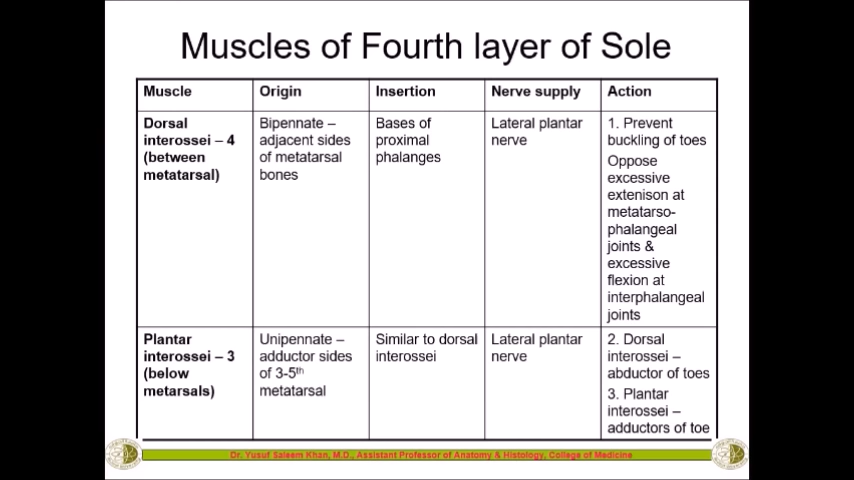 Muscles of Fourth layer of Sole
Muscle
Origin
Insertion
Nerve supply
Action
Dorsal
interossei – 4
(between
metatarsal)
Bipennate –
adjacent sides
of metatarsal
bones
Bases of
proximal
phalanges
Lateral plantar
nerve
1. Prevent
buckling of toes
Oppose
excessive
extenison at
metatarso-
phalangeal
joints &
excessive
flexion at
interphalangeal
joints
Plantar
interossei – 3
(below
metarsals)
Unipennate –
adductor sides
of 3-5th
metatarsal
Similar to dorsal
interossei
Lateral plantar
nerve
2. Dorsal
interossei –
abductor of toes
3. Plantar
interossei –
adductors of toe
Dr. Yusuf Saleem Khan, M.D., Assistant Professor of Anatomy & Histology, College of Medicine